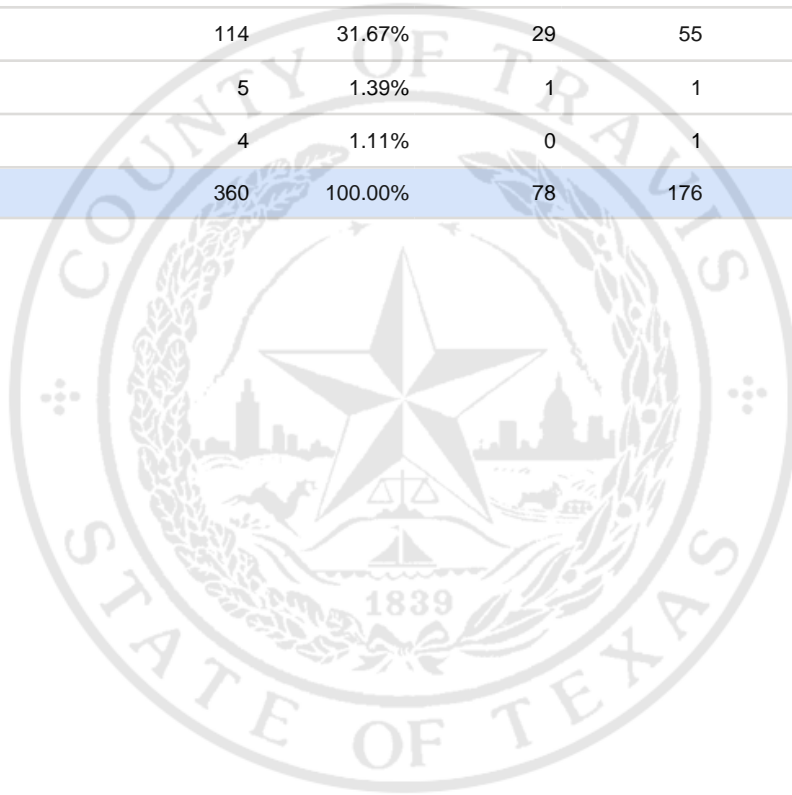 114 31.67% 29 55
5 1.39% 1 1
4 1.11% 0 1
360 100.00% 78 176
COUNTY OF TRAVIS
1839
STATE OF TEXAS